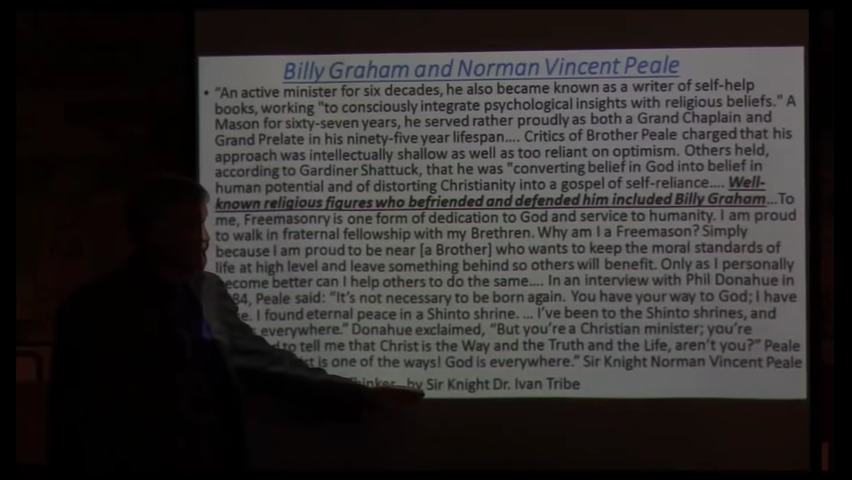 Billy Graham and Norman Vincent Peale
• "An active minister for six decades, he also became known as a writer of self-help
books, working "to consciously integrate psychological insights with religious beliefs." A
Mason for sixty-seven years, he served rather proudly as both a Grand Chaplain and
Grand Prelate in his ninety-five year lifespan.... Critics of Brother Peale charged that his
approach was intellectually shallow as well as too reliant on optimism. Others held,
according to Gardiner Shattuck, that he was "converting belief in God into belief in
human potential and of distorting Christianity into a gospel of self-reliance.... Well-
known religious figures who befriended and defended him included Billy Graham...To
me, Freemasonry is one form of dedication to God and service to humanity. I am proud
to walk in fraternal fellowship with my Brethren. Why am I a Freemason? Simply
because I am proud to be near [a Brother] who wants to keep the moral standards of
life at high level and leave something behind so others will benefit. Only as I personally
become better can I help others to do the same.... In an interview with Phil Donahue in
84, Peale said: "It's not necessary to be born again. You have your way to God; I have
I found eternal peace in a Shinto shrine. ... I've been to the Shinto shrines, and
everywhere." Donahue exclaimed, "But you're a Christian minister; you're
to tell me that Christ is the Way and the Truth and the Life, aren't you?" Peale
is one of the ways! God is everywhere." Sir Knight Norman Vincent Peale
Thinker by Sir Knight Dr. Ivan Tribe